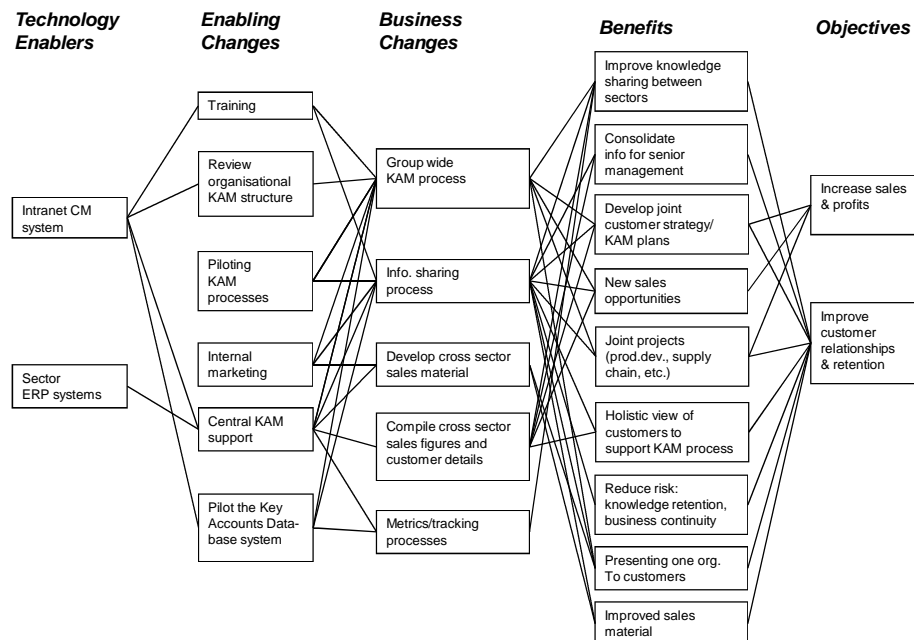 Technology
Enablers
Enabling
Changes
Business
Changes
Benefits
Objectives
Intranet CM
system
Sector
ERP systems
Training
Review
organisational
KAM structure
Piloting
KAM
processes
Internal
marketing
Central KAM
support
Pilot the Key
Accounts Data-
base system
Group wide
KAM process
Info. sharing
process
Develop cross sector
sales material
Compile cross sector
sales figures and
customer details
Metrics/tracking
processes
Improve knowledge
sharing between
sectors
Consolidate
info for senior
management
Develop joint
customer strategy/
KAM plans
New sales
opportunities
Joint projects
(prod.dev., supply
chain, etc.)
Holistic view of
customers to
support KAM process
Reduce risk:
knowledge retention,
business continuity
Presenting one org.
To customers
Improved sales
material
Increase sales
& profits
Improve
customer
relationships
& retention